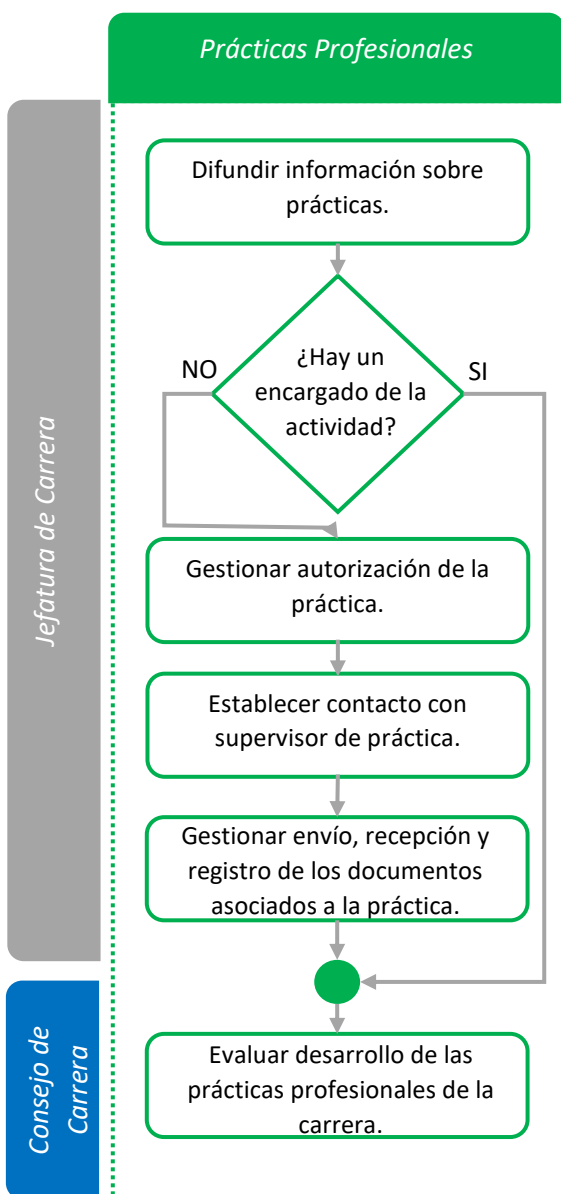 Prácticas Profesionales
Jefatura de Carrera
Difundir información sobre
prácticas.
¿Hay un
encargado de la
actividad?
NO
SI
Gestionar autorización de la
práctica.
Establecer contacto con
supervisor de práctica.
Gestionar envío, recepción y
registro de los documentos
asociados a la práctica.
Consejo de
Carrera
Evaluar desarrollo de las
prácticas profesionales de la
carrera.